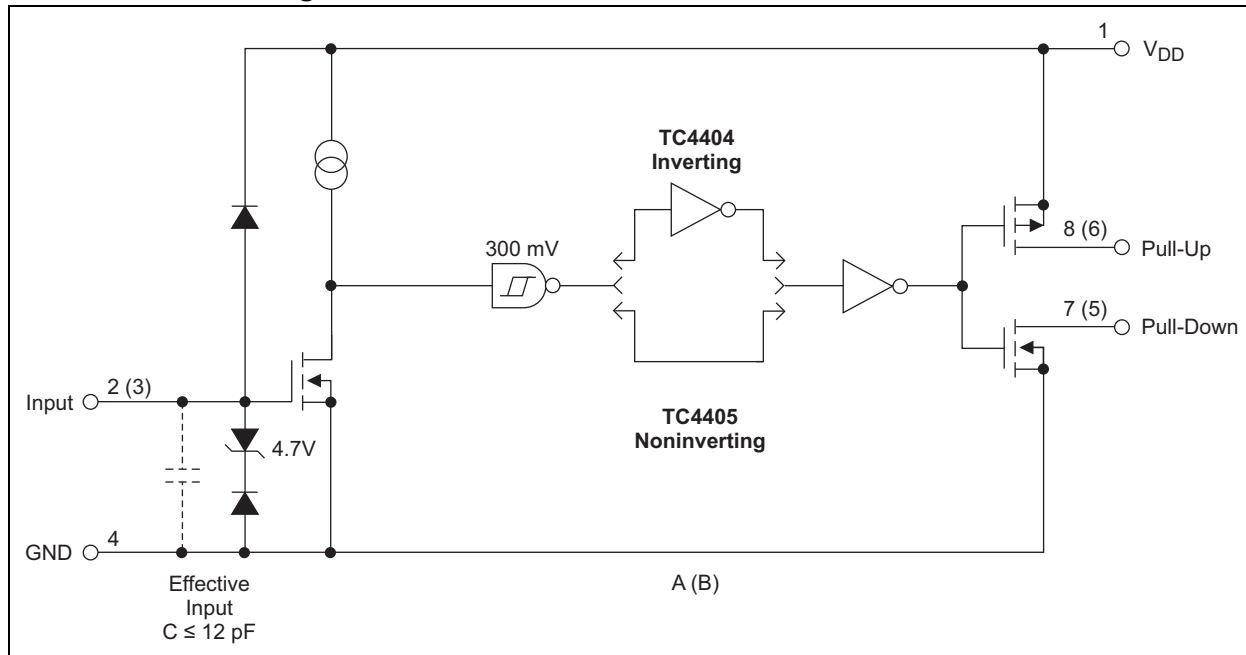 1
V_DD
TC4404
Inverting
300 mV
8 (6)
Pull-Up
7 (5)
Pull-Down
2 (3)
Input
TC4405
Noninverting
4.7V
4
GND
A (B)
Effective
Input
C ≤ 12 pF